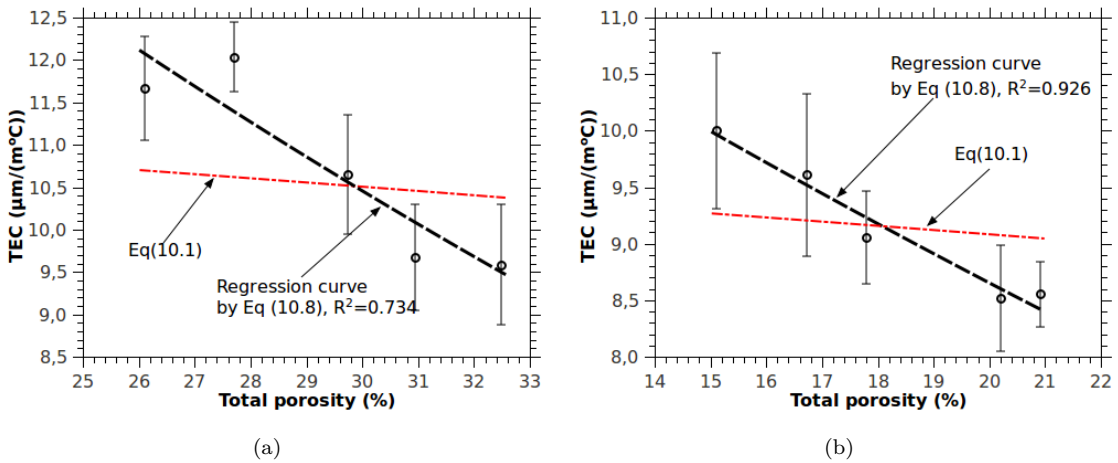 12,5
12,0
11,5
11,0
10,5
10,0
9,5
9,0
8,5
TEC (μm/(mºC))
Eq(10.1)
Regression curve
by Eq (10.8), R²=0.734
25 26 27 28 29 30 31 32 33
Total porosity (%)
(a)
11,0
10,5
10,0
9,5
9,0
8,5
8,0
TEC (μm/(mºC))
Regression curve
by Eq (10.8), R²=0.926
Eq(10.1)
14 15 16 17 18 19 20 21 22
Total porosity (%)
(b)